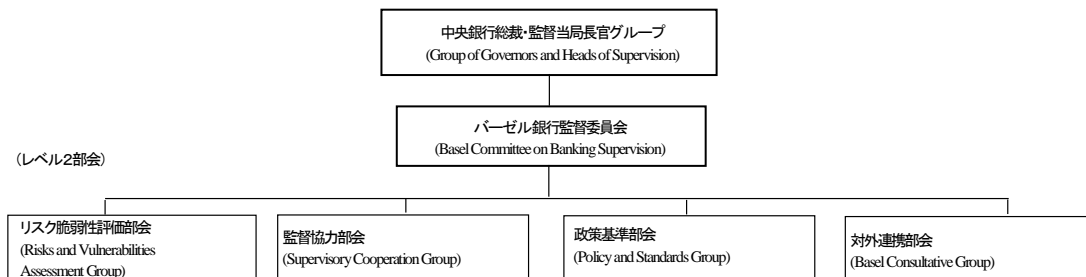 中央銀行総裁・監督当局長官グループ
(Group of Governors and Heads of Supervision)
バーゼル銀行監督委員会
(Basel Committee on Banking Supervision)
(レベル2部会)
リスク脆弱性評価部会
(Risks and Vulnerabilities
Assessment Group)
監督協力部会
(Supervisory Cooperation Group)
政策基準部会
(Policy and Standards Group)
対外連携部会
(Basel Consultative Group)